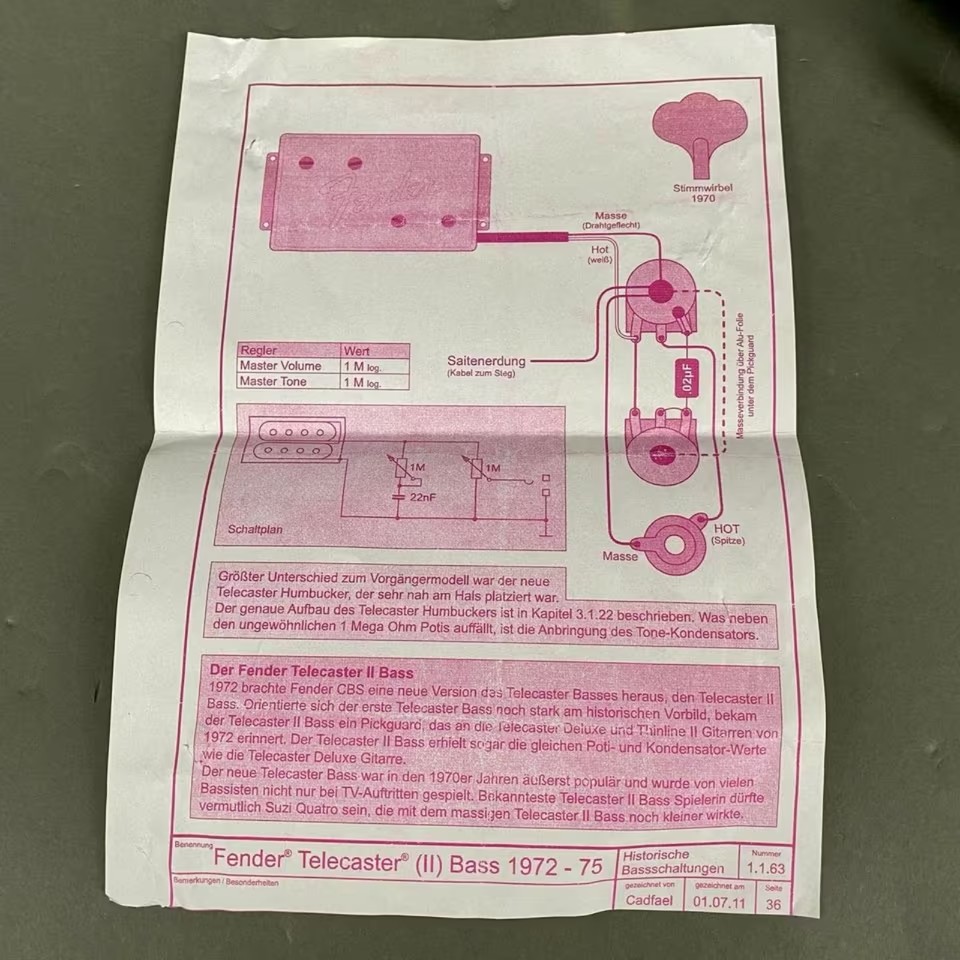 Stimmwirbel
1970
Masse
(Drahtgeflecht)
Hot
(weiß)
Saitenerdung
(Kabel zum Steg)
.02µF
Masseverbindung über Alu-Folie
unter dem Pickguard
Regler Wert
Master Volume 1 M log.
Master Tone 1 M log.
1M
1M
22nF
Schaltplan
HOT
(Spitze)
Masse
Größter Unterschied zum Vorgängermodell war der neue
Telecaster Humbucker, der sehr nah am Hals platziert war.
Der genaue Aufbau des Telecaster Humbuckers ist in Kapitel 3.1.22 beschrieben. Was neben
den ungewöhnlichen 1 Mega Ohm Potis auffällt, ist die Anbringung des Tone-Kondensators.
Der Fender Telecaster II Bass
1972 brachte Fender CBS eine neue Version das Telecaster Basses heraus, den Telecaster II
Bass. Orientierte sich der erste Telecaster Bass noch stark am historischen Vorbild, bekam
der Telecaster II Bass ein Pickguard, das an die Telecaster Deluxe und Thinline II Gitarren von
1972 erinnert. Der Telecaster II Bass erhielt sogar die gleichen Poti- und Kondensator-Werte
wie die Telecaster Deluxe Gitarre.
Der neue Telecaster Bass war in den 1970er Jahren äußerst populär und wurde von vielen
Bassisten nicht nur bei TV-Auftritten gespielt. Bekannteste Telecaster II Bass Spielerin dürfte
vermutlich Suzi Quatro sein, die mit dem massigen Telecaster II Bass noch kleiner wirkte.
Benennung
Fender® Telecaster® (II) Bass 1972 - 75
Historische
Bassschaltungen
Nummer
1.1.63
Bemerkungen / Besonderheiten
gezeichnet von
Cadfael
gezeichnet am
01.07.11
Seite
36